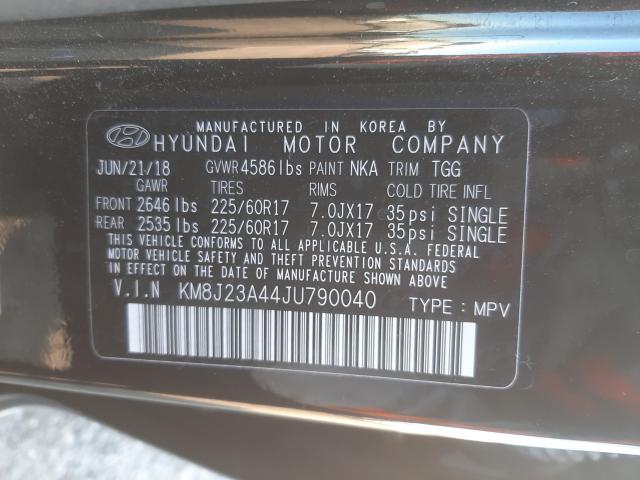 MANUFACTURED IN KOREA BY
HYUNDAI MOTOR COMPANY
JUN/21/18 GVWR 4586lbs PAINT NKA TRIM TGG
GAWR TIRES RIMS COLD TIRE INFL
FRONT 2646 lbs 225/60R17 7.0JX17 35psi SINGLE
REAR 2535 lbs 225/60R17 7.0JX17 35psi SINGLE
THIS VEHICLE CONFORMS TO ALL APPLICABLE U.S.A. FEDERAL
MOTOR VEHICLE SAFETY AND THEFT PREVENTION STANDARDS
IN EFFECT ON THE DATE OF MANUFACTURE SHOWN ABOVE
V.I.N KM8J23A44JU790040 TYPE : MPV